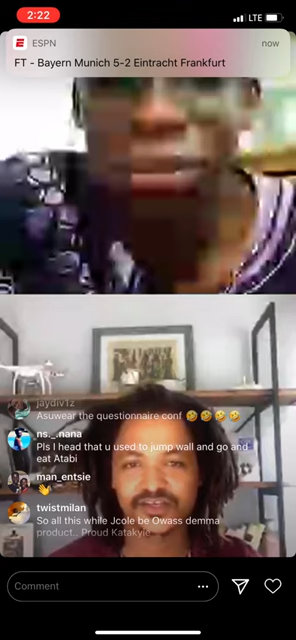 2:22
LTE
ESPN
now
FT - Bayern Munich 5-2 Eintracht Frankfurt
jaydiv1z
Asuwear the questionnaire conf 🤣🤣🤣🤣
ns._.nana
Pls I head that u used to jump wall and go and
eat Atabi
man_entsie
👋
twistmilan
So all this while Jcole be Owass demma
product.. Proud Katakyie
Comment